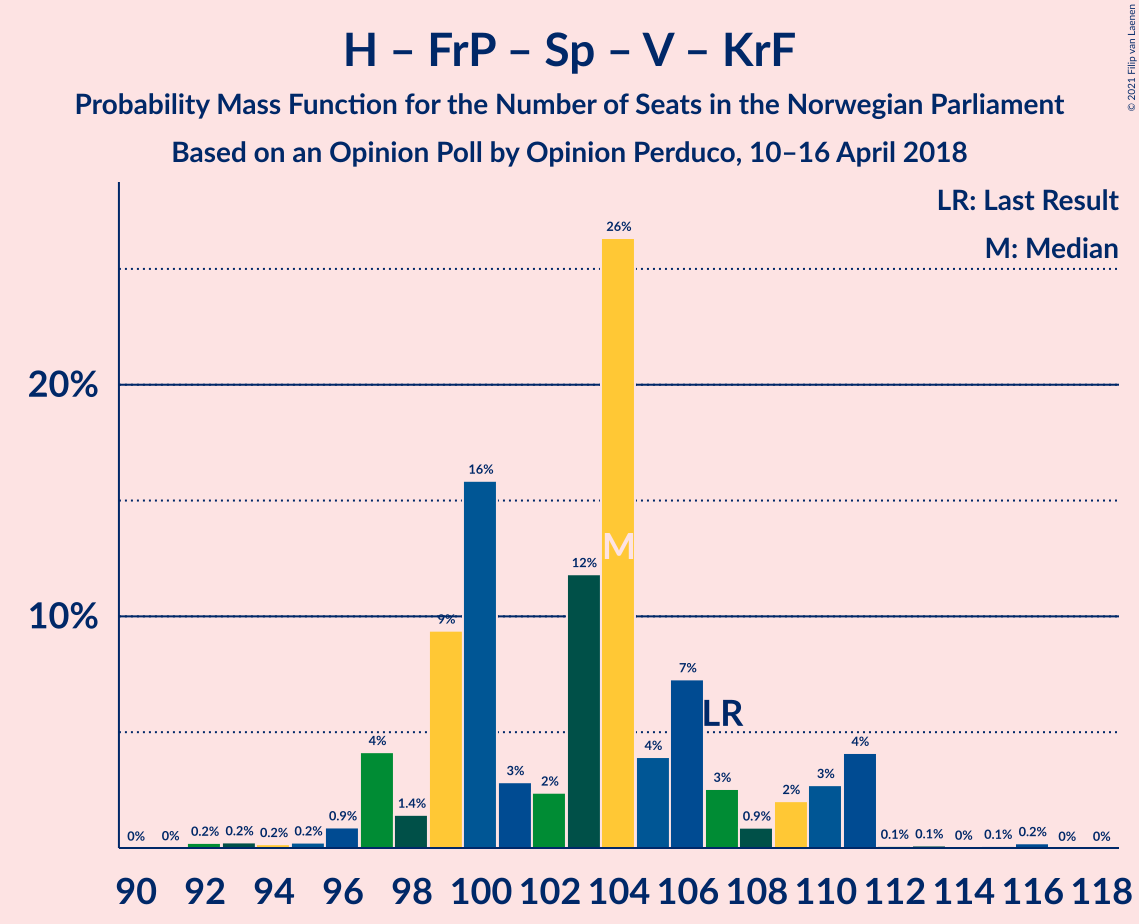 H – FrP – Sp – V – KrF
Probability Mass Function for the Number of Seats in the Norwegian Parliament
Based on an Opinion Poll by Opinion Perduco, 10–16 April 2018
© 2021 Filip van Laenen
LR: Last Result
M: Median
20%
10%
0% 0% 0.2% 0.2% 0.2% 0.2% 0.9% 4% 1.4% 9% 16% 3% 2% 12% 26% 4% 7% 3% 0.9% 2% 3% 4% 0.1% 0.1% 0% 0.1% 0.2% 0% 0%
M
LR
90 92 94 96 98 100 102 104 106 108 110 112 114 116 118